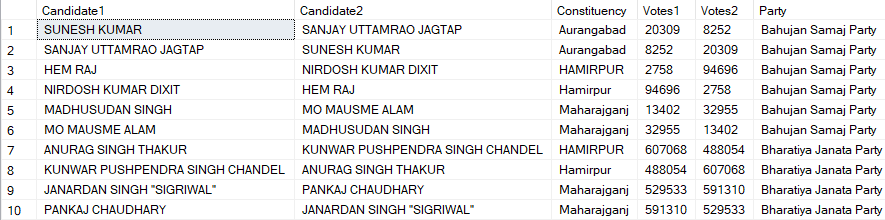 Candidate1 Candidate2 Constituency Votes1 Votes2 Party
1 SUNESH KUMAR SANJAY UTTAMRAO JAGTAP Aurangabad 20309 8252 Bahujan Samaj Party
2 SANJAY UTTAMRAO JAGTAP SUNESH KUMAR Aurangabad 8252 20309 Bahujan Samaj Party
3 HEM RAJ NIRDOSH KUMAR DIXIT HAMIRPUR 2758 94696 Bahujan Samaj Party
4 NIRDOSH KUMAR DIXIT HEM RAJ Hamirpur 94696 2758 Bahujan Samaj Party
5 MADHUSUDAN SINGH MO MAUSME ALAM Maharajganj 13402 32955 Bahujan Samaj Party
6 MO MAUSME ALAM MADHUSUDAN SINGH Maharajganj 32955 13402 Bahujan Samaj Party
7 ANURAG SINGH THAKUR KUNWAR PUSHPENDRA SINGH CHANDEL HAMIRPUR 607068 488054 Bharatiya Janata Party
8 KUNWAR PUSHPENDRA SINGH CHANDEL ANURAG SINGH THAKUR Hamirpur 488054 607068 Bharatiya Janata Party
9 JANARDAN SINGH "SIGRIWAL" PANKAJ CHAUDHARY Maharajganj 529533 591310 Bharatiya Janata Party
10 PANKAJ CHAUDHARY JANARDAN SINGH "SIGRIWAL" Maharajganj 591310 529533 Bharatiya Janata Party